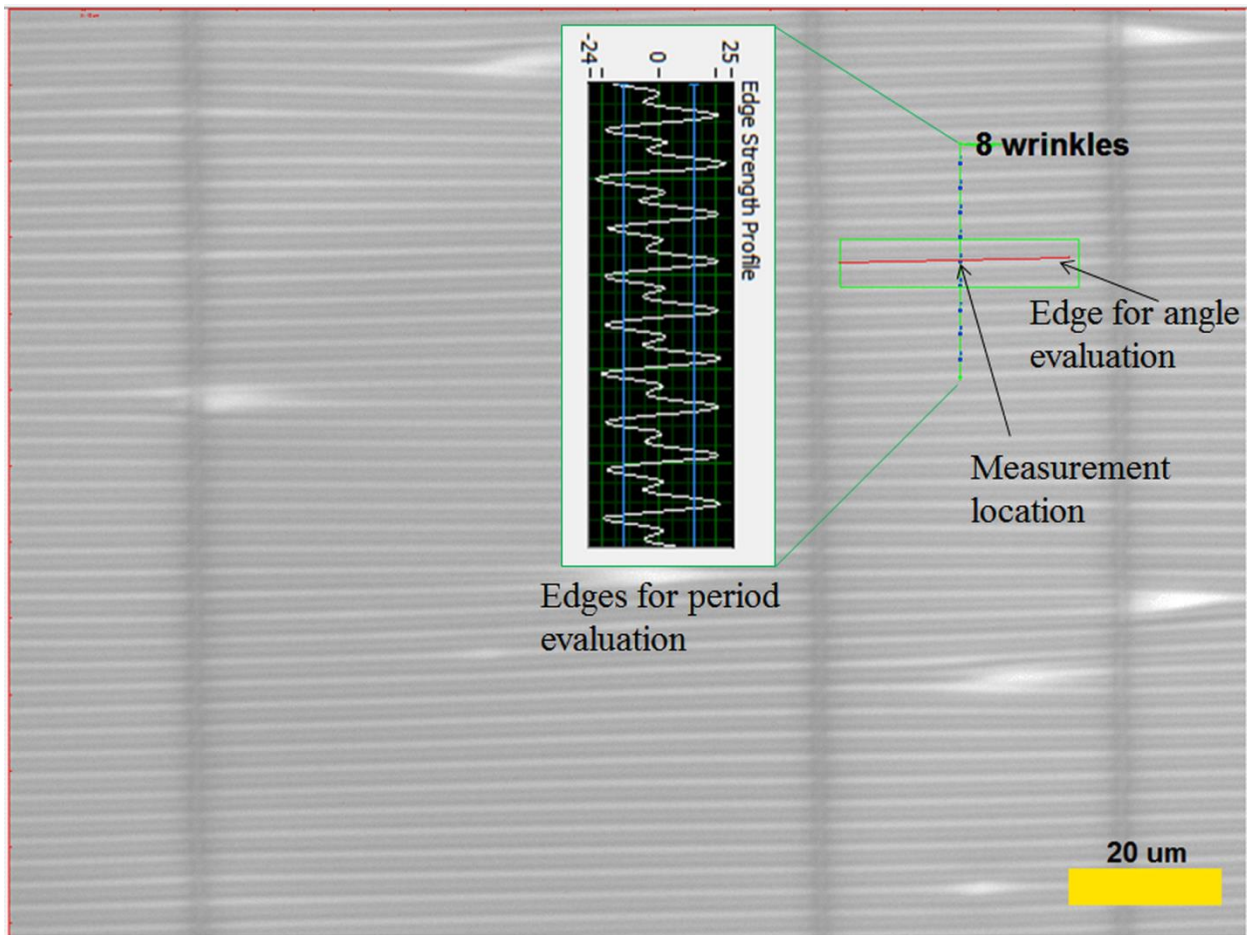 -24
0
25
Edge Strength Profile
8 wrinkles
Edge for angle
evaluation
Measurement
location
Edges for period
evaluation
20 um